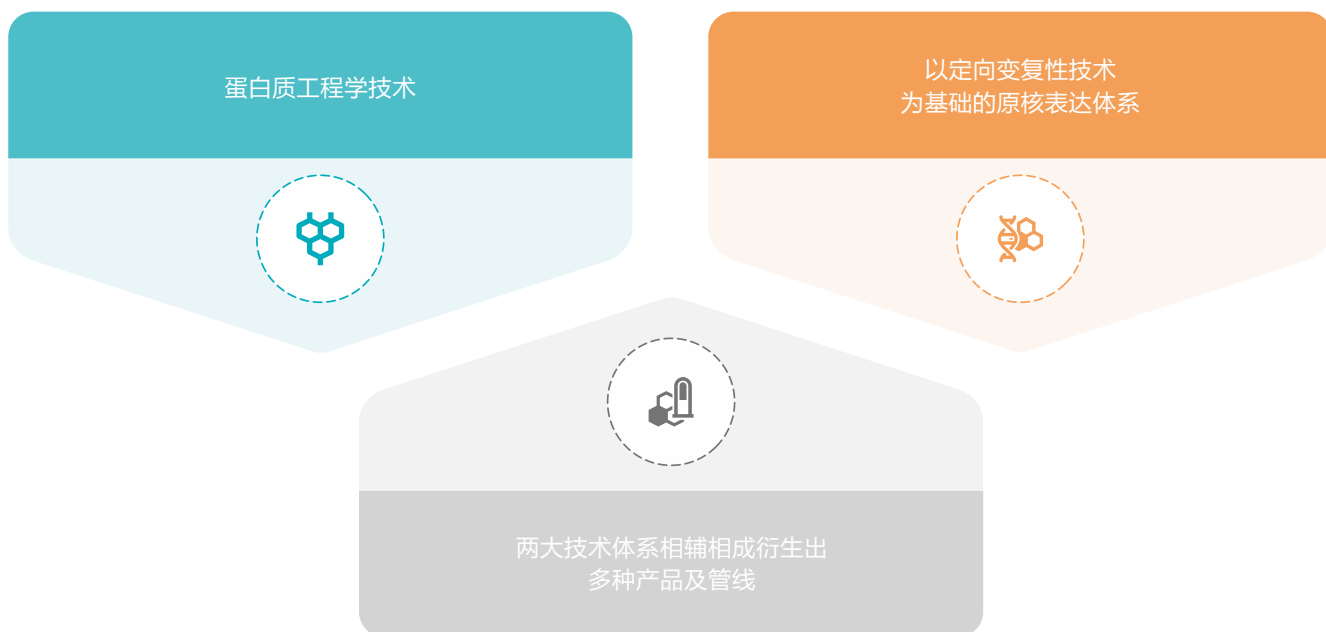 蛋白质工程学技术
以定向变复性技术
为基础的原核表达体系
两大技术体系相辅相成衍生出
多种产品及管线